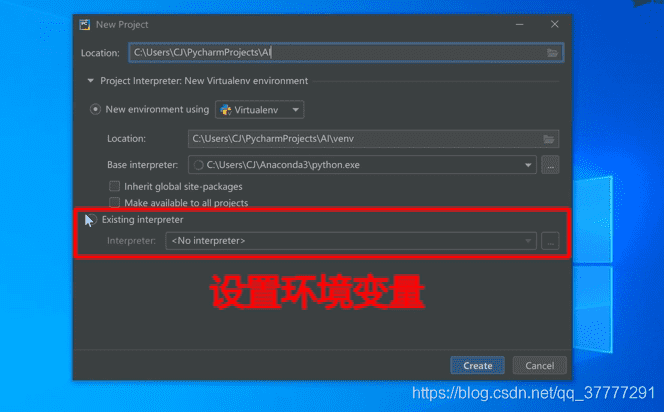 New Project
Location: C:\Users\CJ\PycharmProjects\AI
Project Interpreter: New Virtualenv environment
New environment using Virtualenv
Location: C:\Users\CJ\PycharmProjects\AI\venv
Base interpreter: C:\Users\CJ\Anaconda3\python.exe ...
Inherit global site-packages
Make available to all projects
Existing interpreter
Interpreter: <No interpreter> ...
设置环境变量
Create Cancel
https://blog.csdn.net/qq_37777291